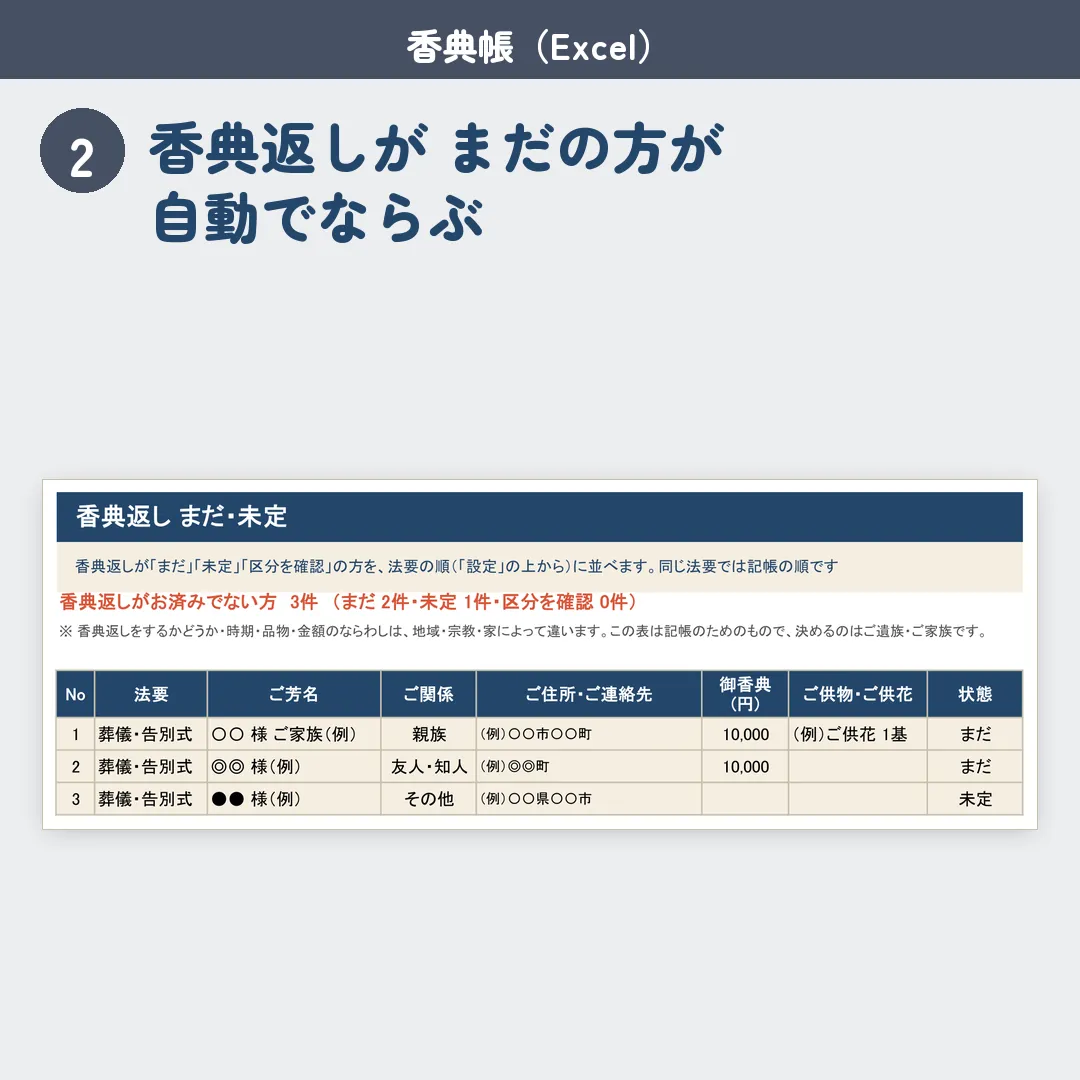 香典帳（Excel）
2
香典返しが まだの方が
自動でならぶ
香典返し まだ・未定
香典返しが「まだ」「未定」「区分を確認」の方を、法要の順（「設定」の上から）に並べます。同じ法要では記帳の順です
香典返しがお済みでない方 3件 （まだ 2件・未定 1件・区分を確認 0件）
※ 香典返しをするかどうか・時期・品物・金額のならわしは、地域・宗教・家によって違います。この表は記帳のためのもので、決めるのはご遺族・ご家族です。
No 法要 ご芳名 ご関係 ご住所・ご連絡先 御香典（円） ご供物・ご供花 状態
1 葬儀・告別式 〇〇 様 ご家族（例） 親族 （例）〇〇市〇〇町 10,000 （例）ご供花 1基 まだ
2 葬儀・告別式 ◎◎ 様（例） 友人・知人 （例）◎◎町 10,000 まだ
3 葬儀・告別式 ●● 様（例） その他 （例）〇〇県〇〇市 未定